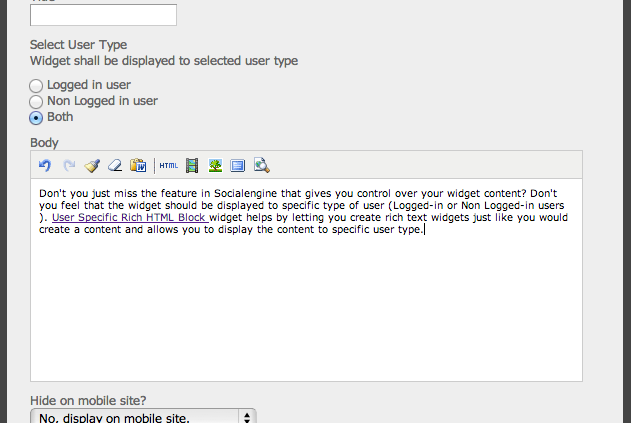 Select User Type
Widget shall be displayed to selected user type
Logged in user
Non Logged in user
Both
Body
HTML
Don't you just miss the feature in Socialengine that gives you control over your widget content? Don't
you feel that the widget should be displayed to specific type of user (Logged-in or Non Logged-in users
). User Specific Rich HTML Block widget helps by letting you create rich text widgets just like you would
create a content and allows you to display the content to specific user type.
Hide on mobile site?
No, display on mobile site.